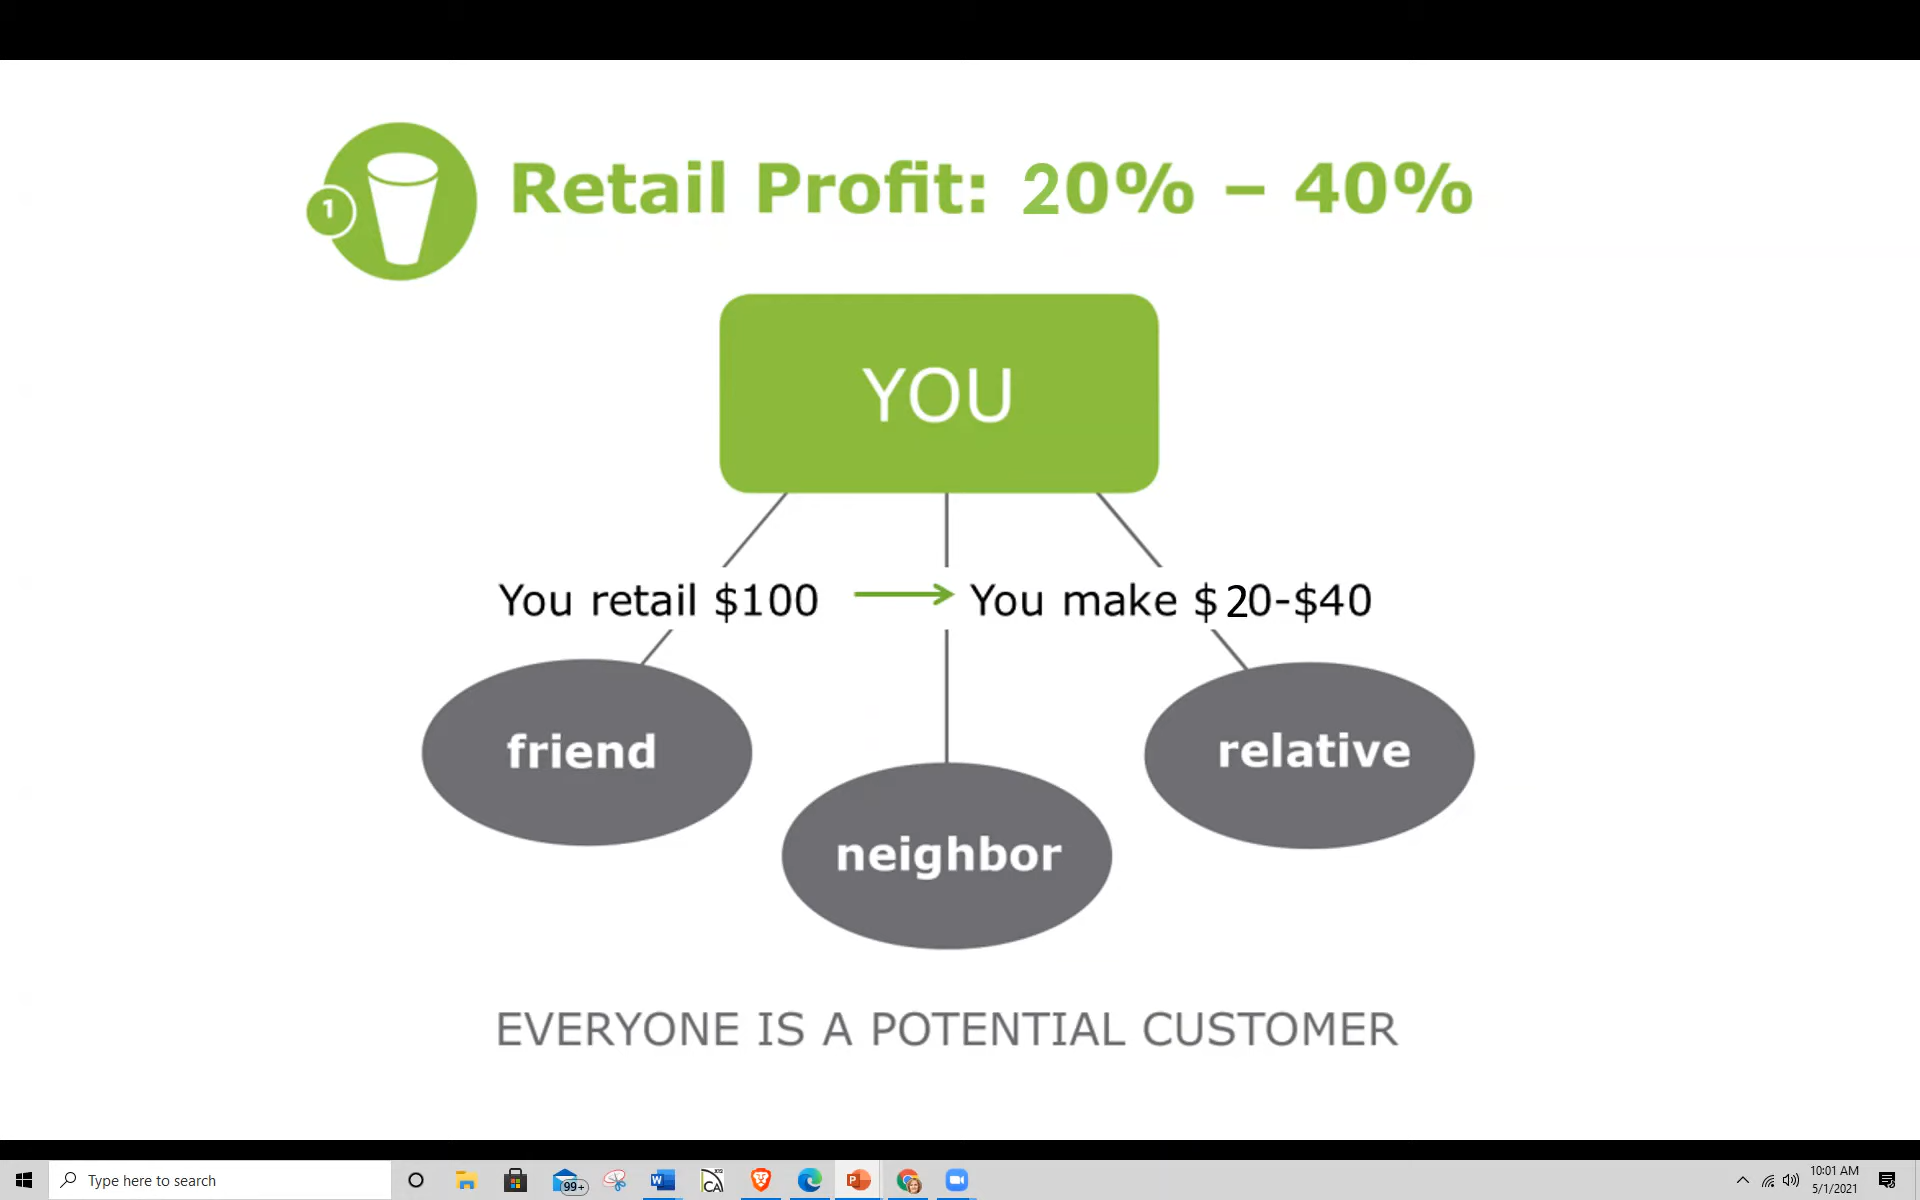 1
Retail Profit: 20% – 40%
YOU
You retail $100 → You make $20-$40
friend
relative
neighbor
EVERYONE IS A POTENTIAL CUSTOMER
Type here to search
99+
10:01 AM
5/1/2021